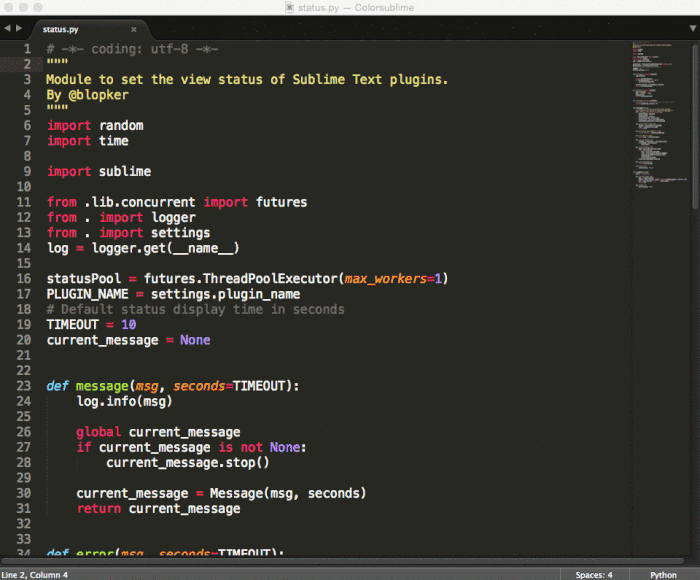 status.py — Colorsublime
status.py
1 # -*- coding: utf-8 -*-
2 """
3 Module to set the view status of Sublime Text plugins.
4 By @blopker
5 """
6 import random
7 import time
8
9 import sublime
10
11 from .lib.concurrent import futures
12 from . import logger
13 from . import settings
14 log = logger.get(__name__)
15
16 statusPool = futures.ThreadPoolExecutor(max_workers=1)
17 PLUGIN_NAME = settings.plugin_name
18 # Default status display time in seconds
19 TIMEOUT = 10
20 current_message = None
21
22
23 def message(msg, seconds=TIMEOUT):
24     log.info(msg)
25
26     global current_message
27     if current_message is not None:
28         current_message.stop()
29
30     current_message = Message(msg, seconds)
31     return current_message
32
33
34 def error(msg, seconds=TIMEOUT):
Line 2, Column 4 Spaces: 4 Python